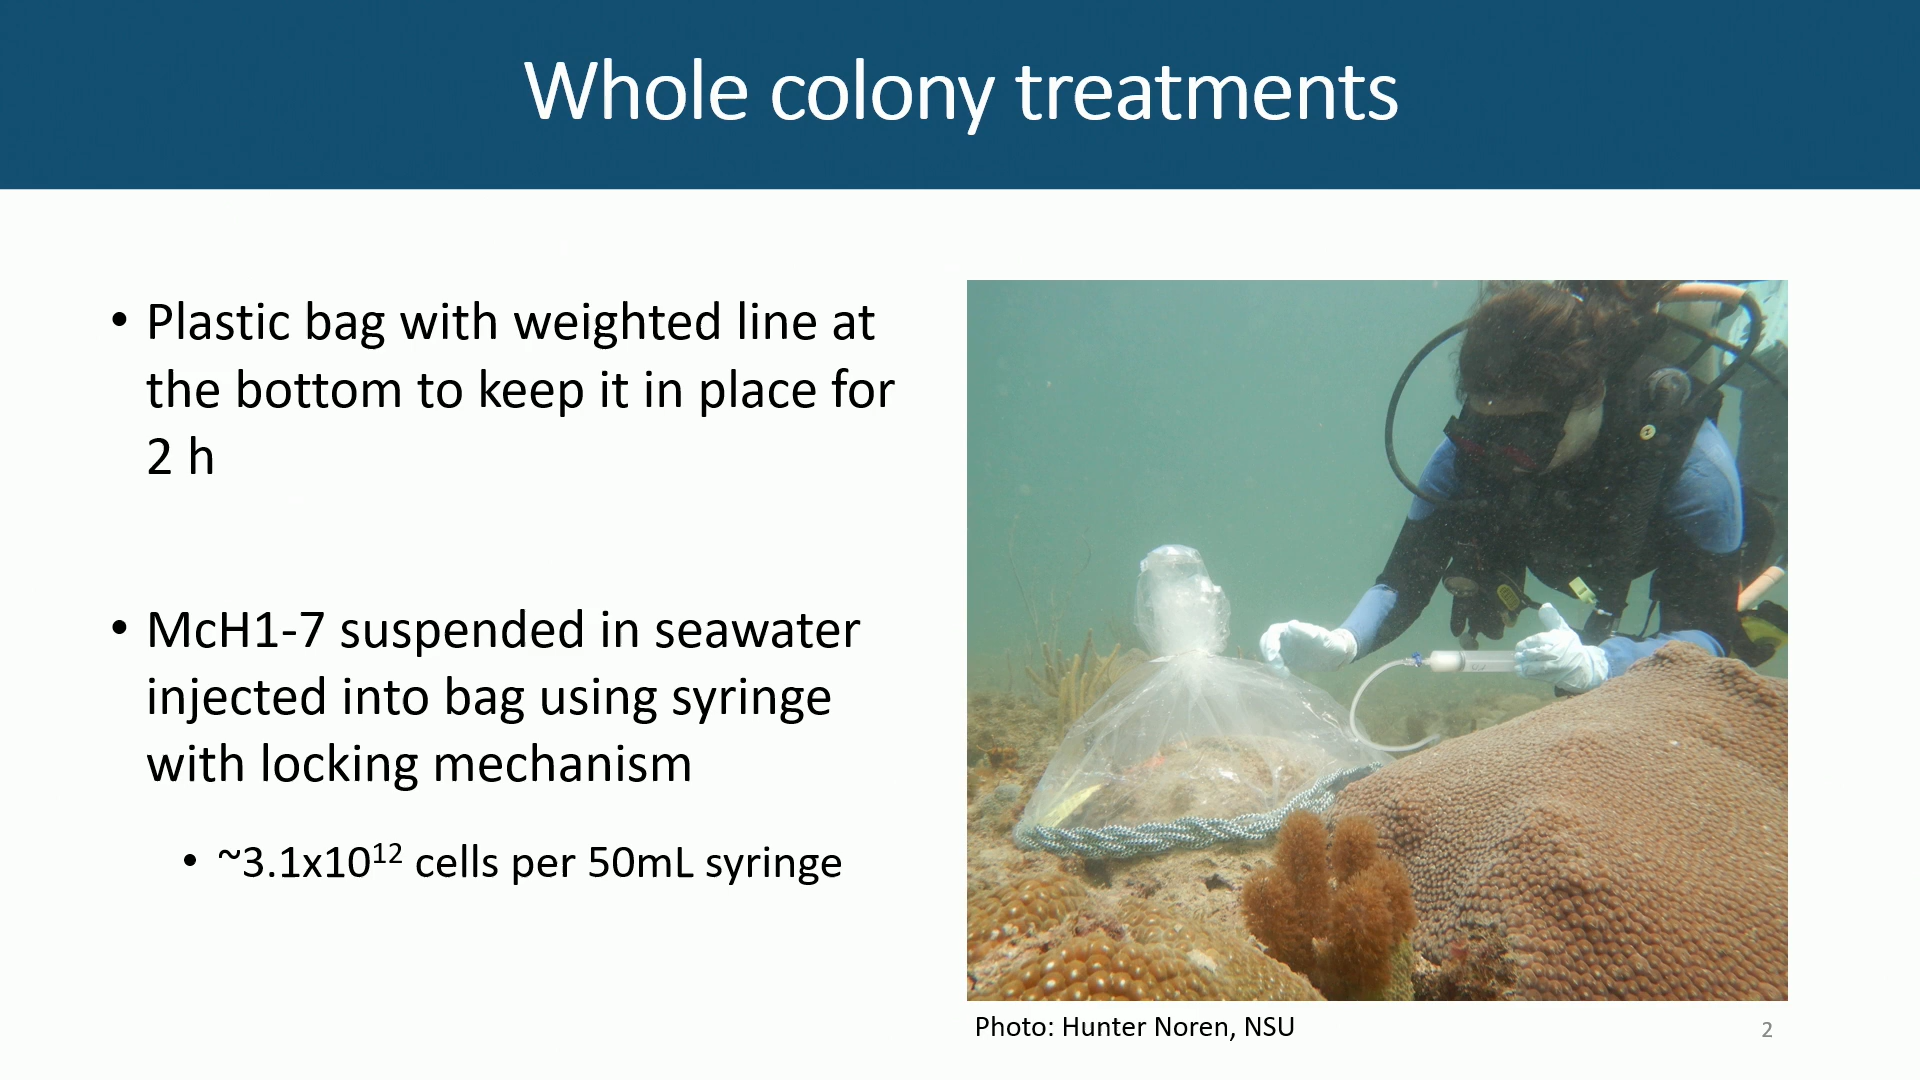 Whole colony treatments
• Plastic bag with weighted line at
the bottom to keep it in place for
2 h
• McH1-7 suspended in seawater
injected into bag using syringe
with locking mechanism
• ~3.1x10¹² cells per 50mL syringe
Photo: Hunter Noren, NSU
2